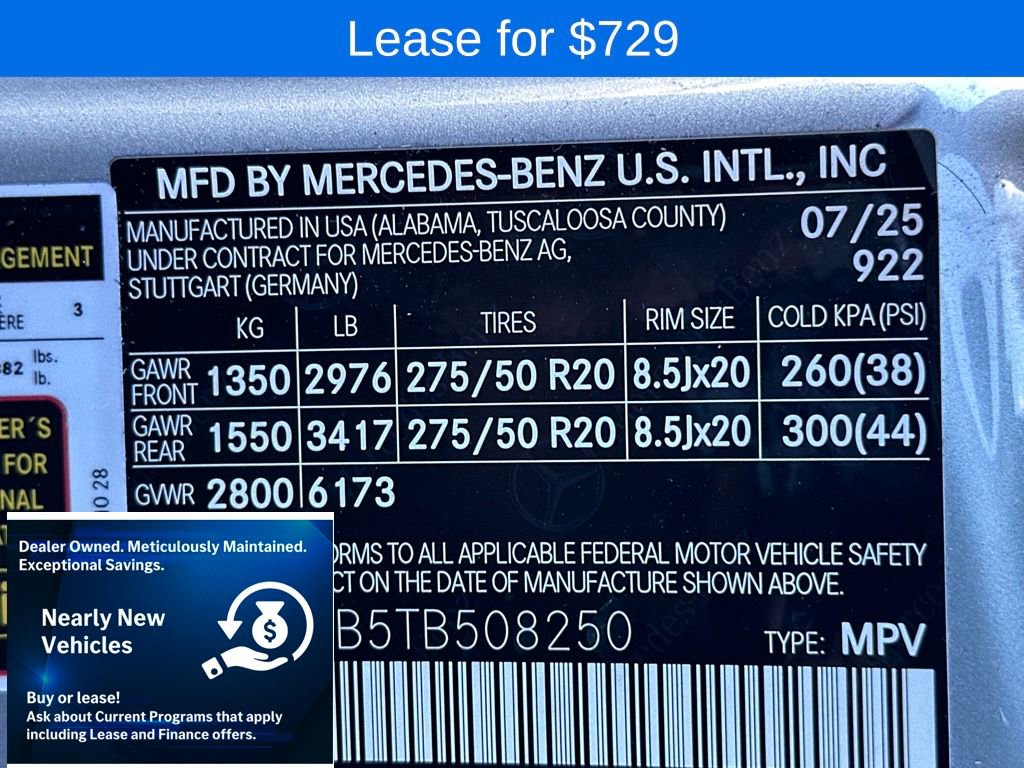 Lease for $729
MFD BY MERCEDES-BENZ U.S. INTL., INC
MANUFACTURED IN USA (ALABAMA, TUSCALOOSA COUNTY)
UNDER CONTRACT FOR MERCEDES-BENZ AG,
STUTTGART (GERMANY)
07/25
922
KG LB TIRES RIM SIZE COLD KPA (PSI)
GAWR FRONT 1350 2976 275/50 R20 8.5Jx20 260(38)
GAWR REAR 1550 3417 275/50 R20 8.5Jx20 300(44)
GVWR 2800 6173
ORMS TO ALL APPLICABLE FEDERAL MOTOR VEHICLE SAFETY
CT ON THE DATE OF MANUFACTURE SHOWN ABOVE.
B5TB508250 TYPE: MPV
GEMENT
ERE 3
382 lbs.
lb.
ER´S
FOR
NAL
Dealer Owned. Meticulously Maintained.
Exceptional Savings.
Nearly New
Vehicles
$
Buy or lease!
Ask about Current Programs that apply
including Lease and Finance offers.